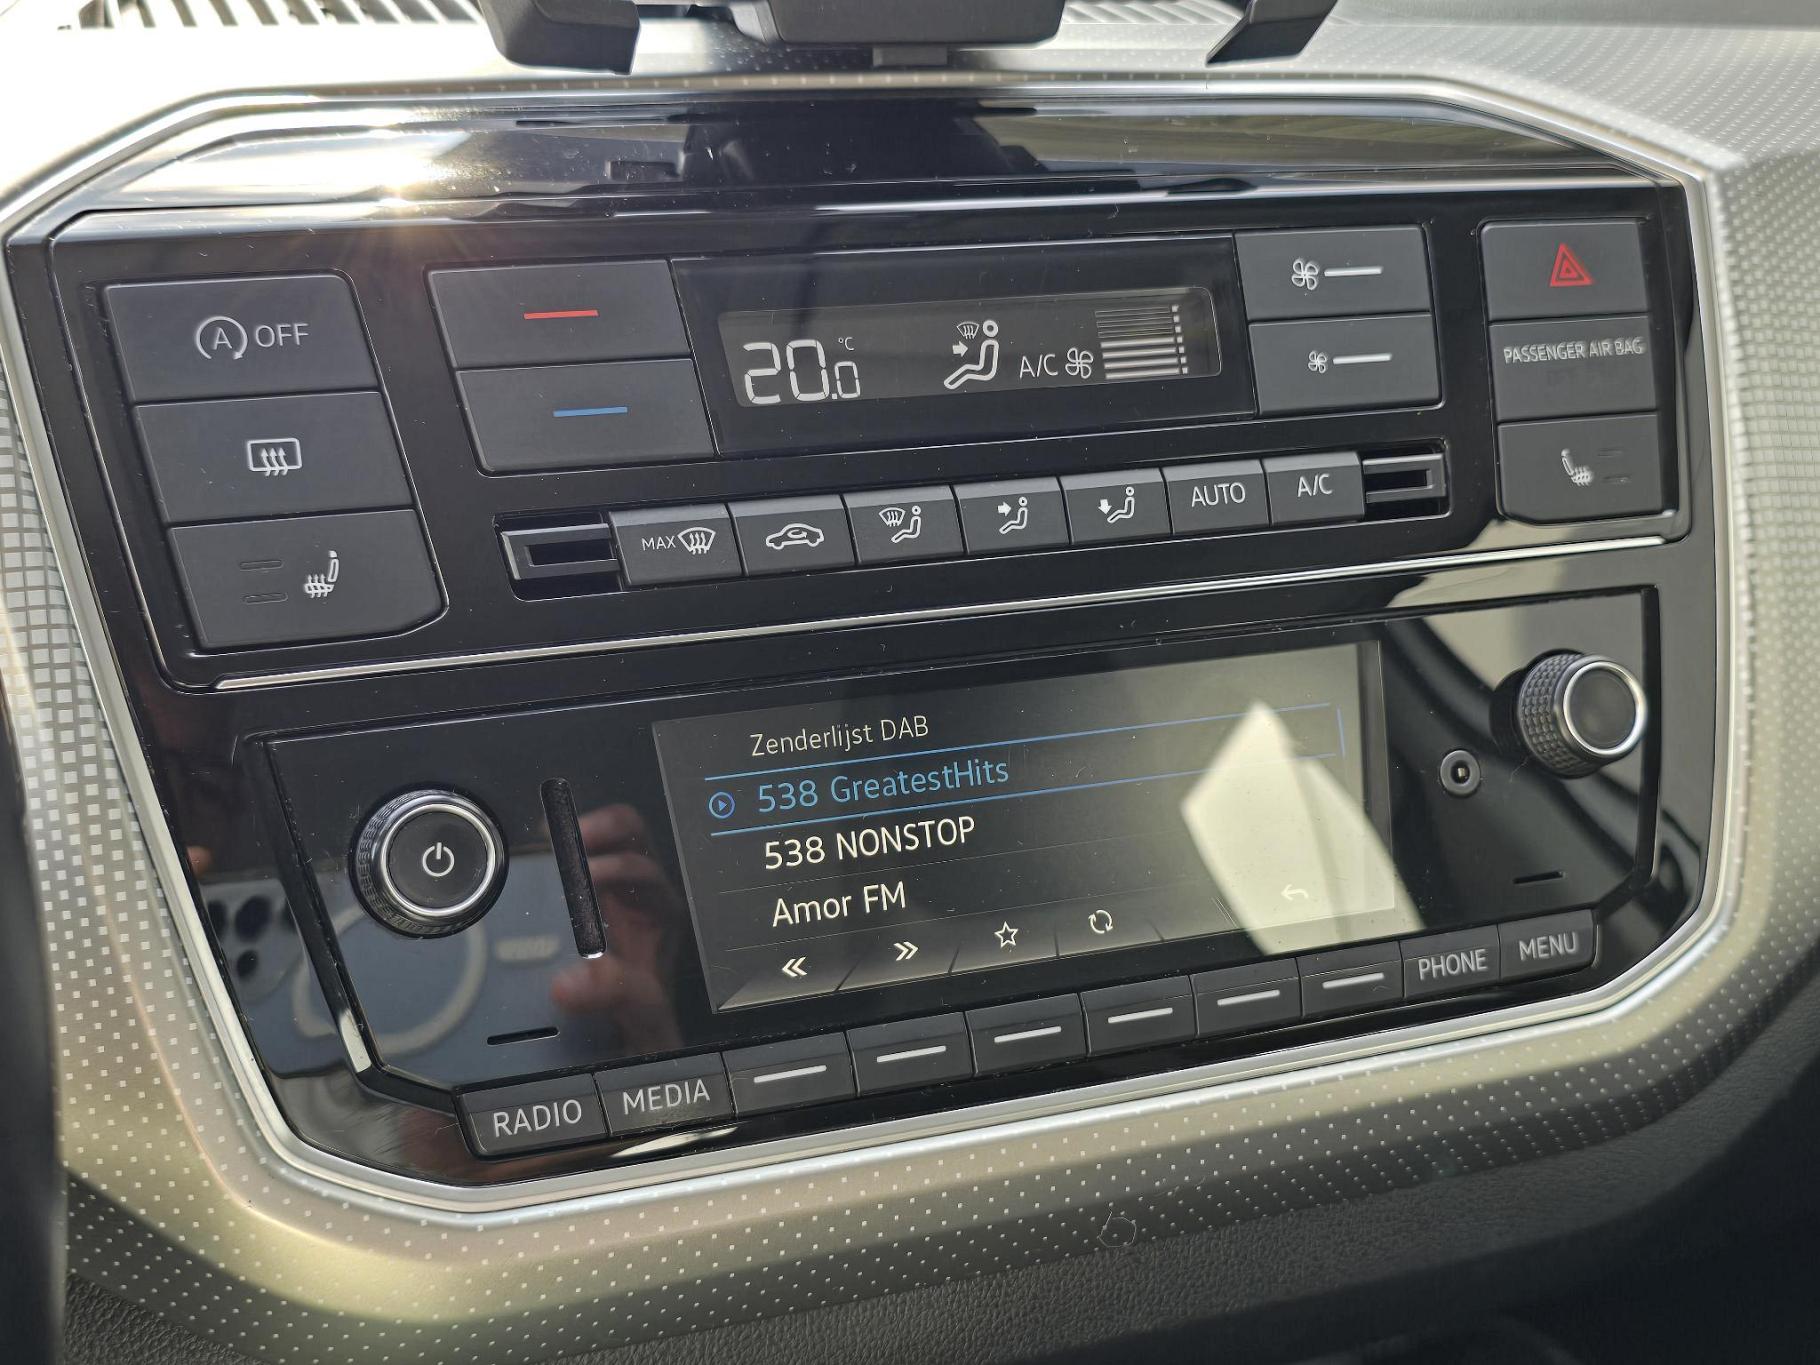 A OFF
20.0 °C
A/C
PASSENGER AIR BAG
MAX
AUTO
A/C
Zenderlijst DAB
538 GreatestHits
538 NONSTOP
Amor FM
RADIO
MEDIA
PHONE
MENU